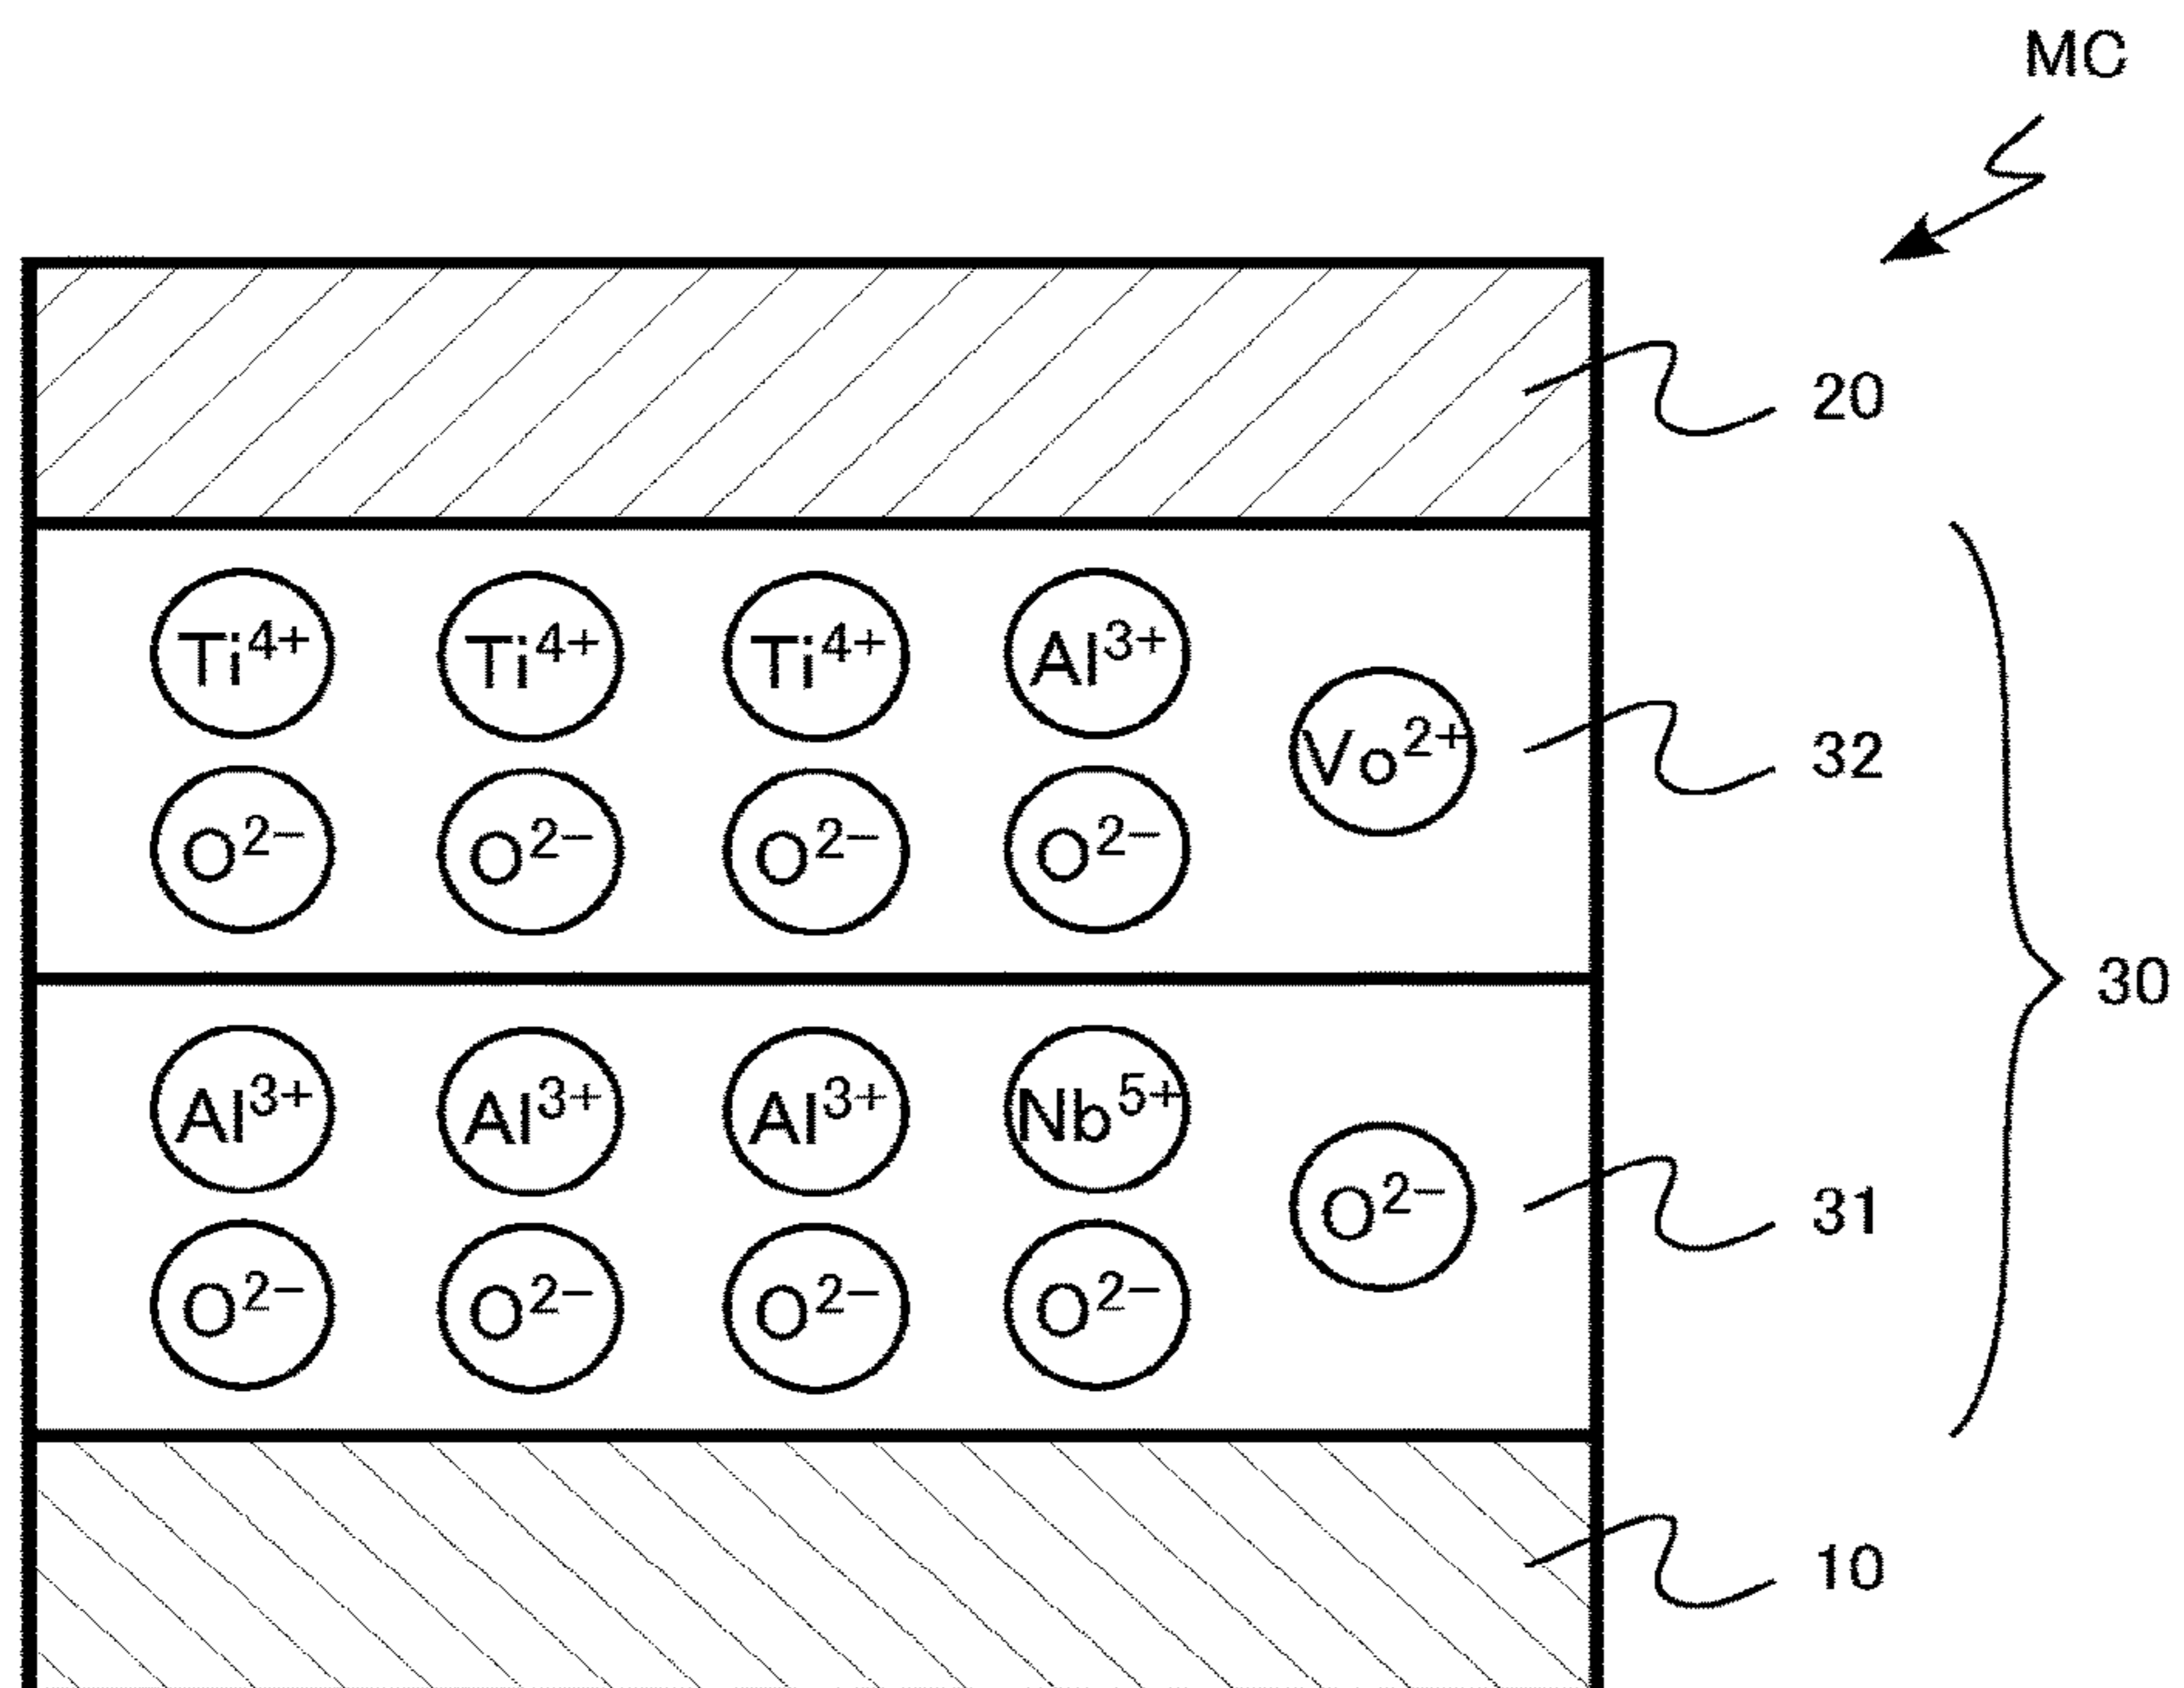 MC
20
Ti4+ Ti4+ Ti4+ Al3+
Vo2+ 32
O2− O2− O2− O2−
30
Al3+ Al3+ Al3+ Nb5+
O2− 31
O2− O2− O2− O2−
10